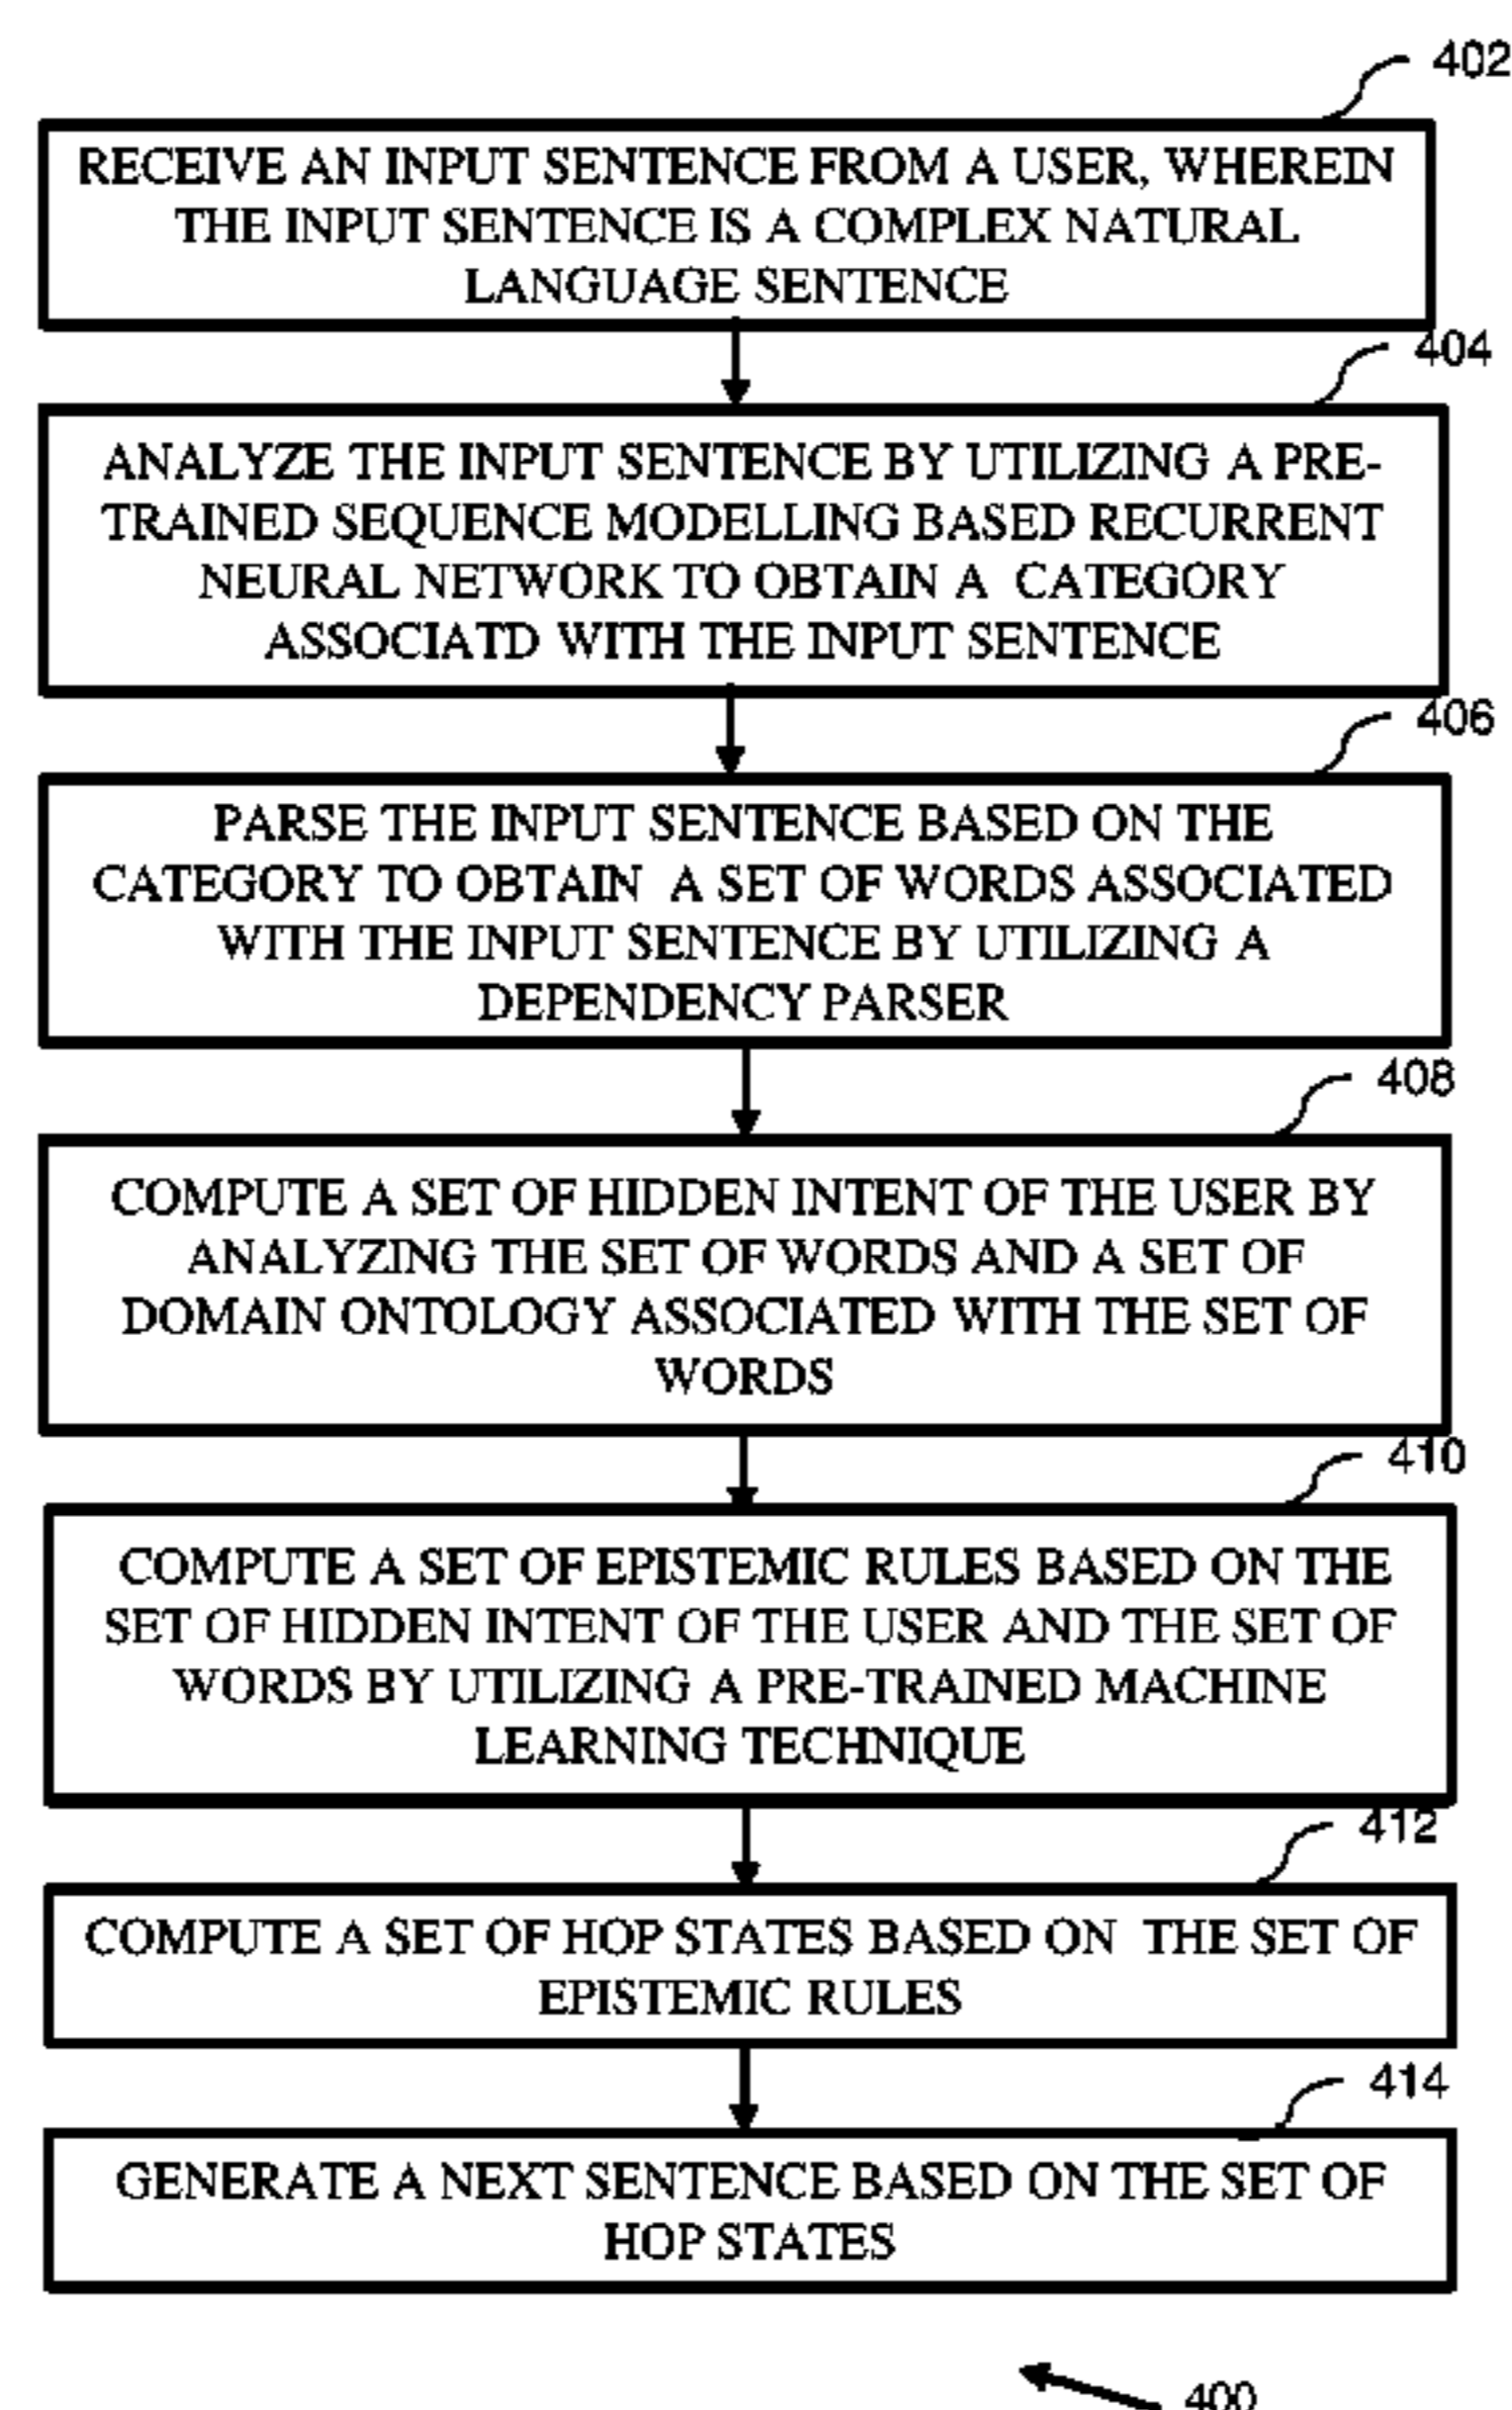 402
RECEIVE AN INPUT SENTENCE FROM A USER, WHEREIN
THE INPUT SENTENCE IS A COMPLEX NATURAL
LANGUAGE SENTENCE
404
ANALYZE THE INPUT SENTENCE BY UTILIZING A PRE-
TRAINED SEQUENCE MODELLING BASED RECURRENT
NEURAL NETWORK TO OBTAIN A CATEGORY
ASSOCIATD WITH THE INPUT SENTENCE
406
PARSE THE INPUT SENTENCE BASED ON THE
CATEGORY TO OBTAIN A SET OF WORDS ASSOCIATED
WITH THE INPUT SENTENCE BY UTILIZING A
DEPENDENCY PARSER
408
COMPUTE A SET OF HIDDEN INTENT OF THE USER BY
ANALYZING THE SET OF WORDS AND A SET OF
DOMAIN ONTOLOGY ASSOCIATED WITH THE SET OF
WORDS
410
COMPUTE A SET OF EPISTEMIC RULES BASED ON THE
SET OF HIDDEN INTENT OF THE USER AND THE SET OF
WORDS BY UTILIZING A PRE-TRAINED MACHINE
LEARNING TECHNIQUE
412
COMPUTE A SET OF HOP STATES BASED ON THE SET OF
EPISTEMIC RULES
414
GENERATE A NEXT SENTENCE BASED ON THE SET OF
HOP STATES
400